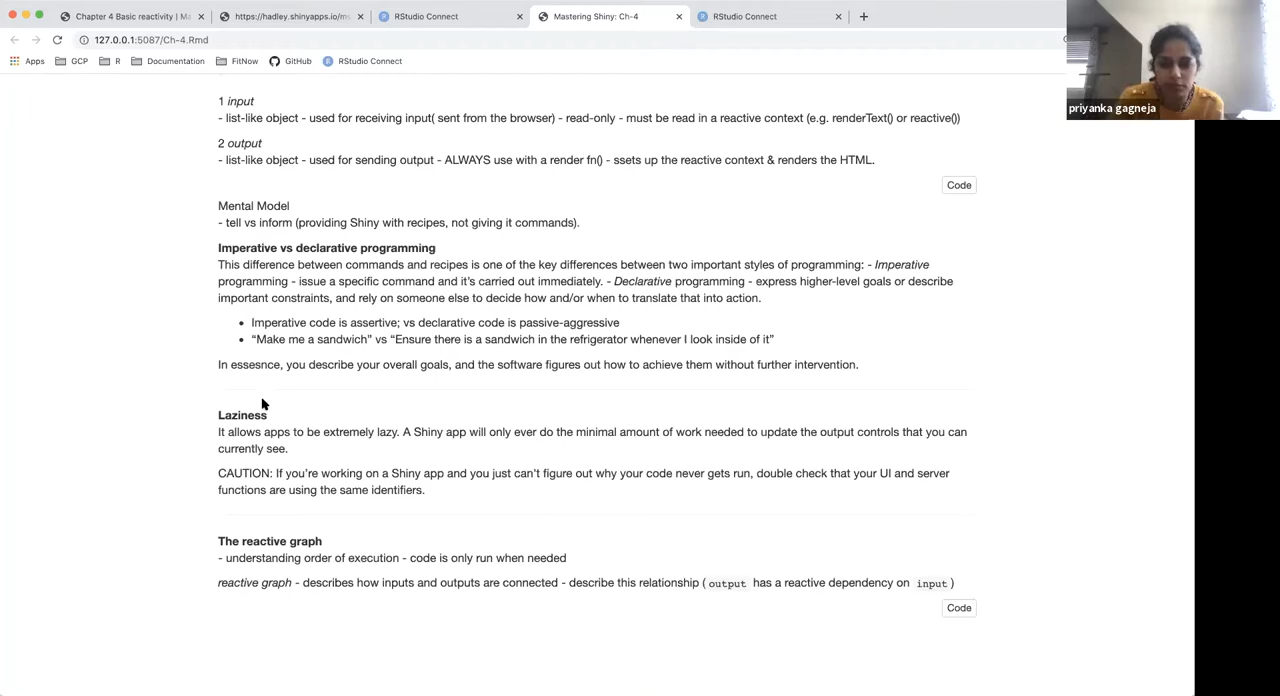 Chapter 4 Basic reactivity | Ma
https://hadley.shinyapps.io/ms
RStudio Connect
Mastering Shiny: Ch-4
RStudio Connect
127.0.0.1:5087/Ch-4.Rmd
Apps GCP R Documentation FitNow GitHub RStudio Connect
priyanka gagneja
1 input
- list-like object - used for receiving input( sent from the browser) - read-only - must be read in a reactive context (e.g. renderText() or reactive())
2 output
- list-like object - used for sending output - ALWAYS use with a render fn() - ssets up the reactive context & renders the HTML.
Code
Mental Model
- tell vs inform (providing Shiny with recipes, not giving it commands).
Imperative vs declarative programming
This difference between commands and recipes is one of the key differences between two important styles of programming: - Imperative
programming - issue a specific command and it's carried out immediately. - Declarative programming - express higher-level goals or describe
important constraints, and rely on someone else to decide how and/or when to translate that into action.
• Imperative code is assertive; vs declarative code is passive-aggressive
• “Make me a sandwich” vs “Ensure there is a sandwich in the refrigerator whenever I look inside of it”
In essesnce, you describe your overall goals, and the software figures out how to achieve them without further intervention.
Laziness
It allows apps to be extremely lazy. A Shiny app will only ever do the minimal amount of work needed to update the output controls that you can
currently see.
CAUTION: If you're working on a Shiny app and you just can't figure out why your code never gets run, double check that your UI and server
functions are using the same identifiers.
The reactive graph
- understanding order of execution - code is only run when needed
reactive graph - describes how inputs and outputs are connected - describe this relationship ( output has a reactive dependency on input )
Code